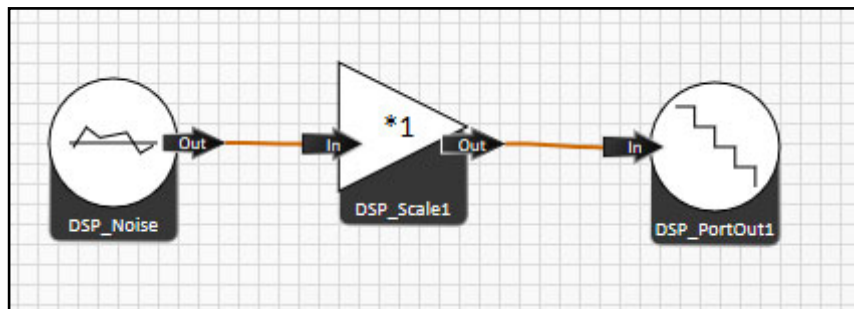 Out
DSP_Noise
In
*1
Out
DSP_Scale1
In
DSP_PortOut1